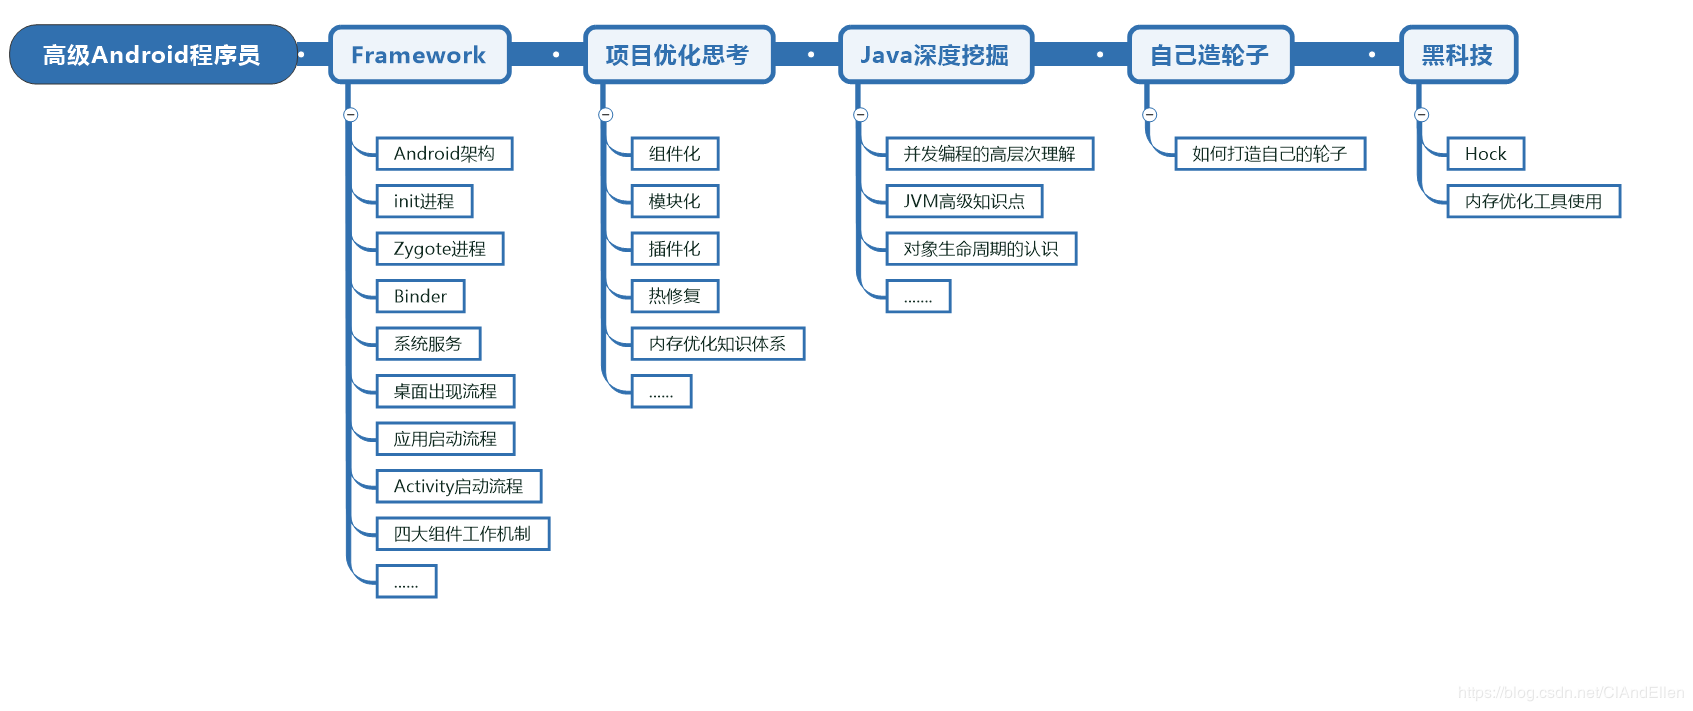 高级Android程序员
Framework
项目优化思考
Java深度挖掘
自己造轮子
黑科技
Android架构
init进程
Zygote进程
Binder
系统服务
桌面出现流程
应用启动流程
Activity启动流程
四大组件工作机制
......
组件化
模块化
插件化
热修复
内存优化知识体系
......
并发编程的高层次理解
JVM高级知识点
对象生命周期的认识
.......
如何打造自己的轮子
Hock
内存优化工具使用
https://blog.csdn.net/CIAndEllen